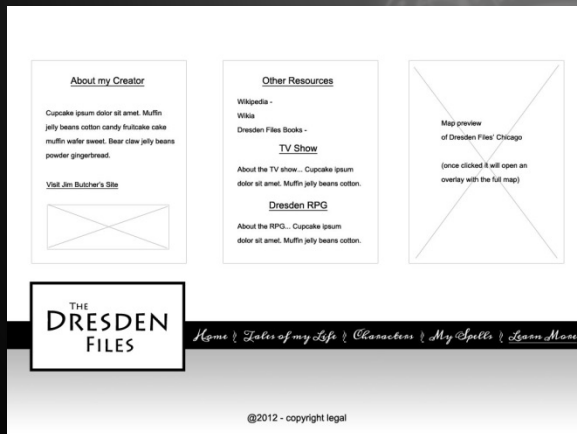 About my Creator
Cupcake ipsum dolor sit amet. Muffin
jelly beans cotton candy fruitcake cake
muffin wafer sweet. Bear claw jelly beans
powder gingerbread.
Visit Jim Butcher's Site
Other Resources
Wikipedia -
Wikia
Dresden Files Books -
TV Show
About the TV show... Cupcake ipsum
dolor sit amet. Muffin jelly beans cotton.
Dresden RPG
About the RPG... Cupcake ipsum
dolor sit amet. Muffin jelly beans cotton.
Map preview
of Dresden Files' Chicago
(once clicked it will open an
overlay with the full map)
THE
DRESDEN
FILES
Home Tales of my Life Characters My Spells Learn More
@2012 - copyright legal